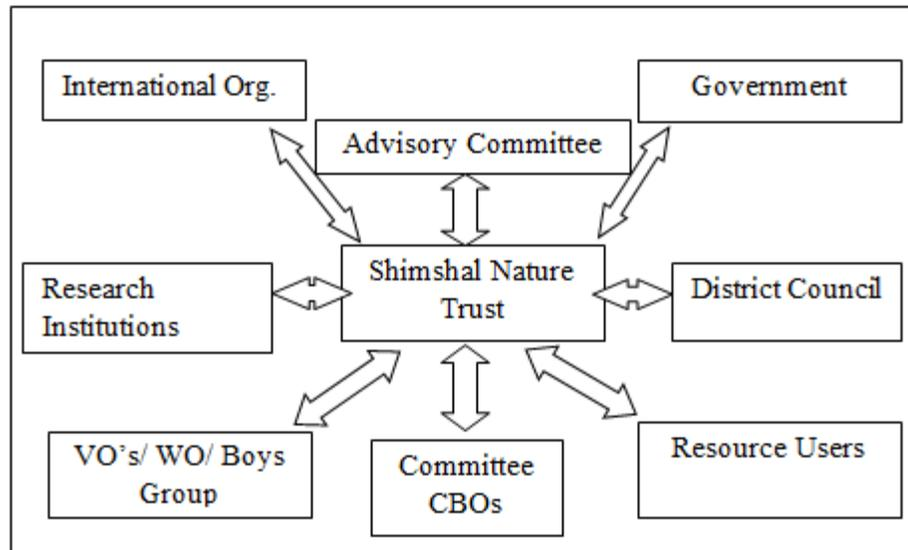 International Org.
Government
Advisory Committee
Shimshal Nature
Trust
Research
Institutions
District Council
VO's/ WO/ Boys
Group
Committee
CBOs
Resource Users